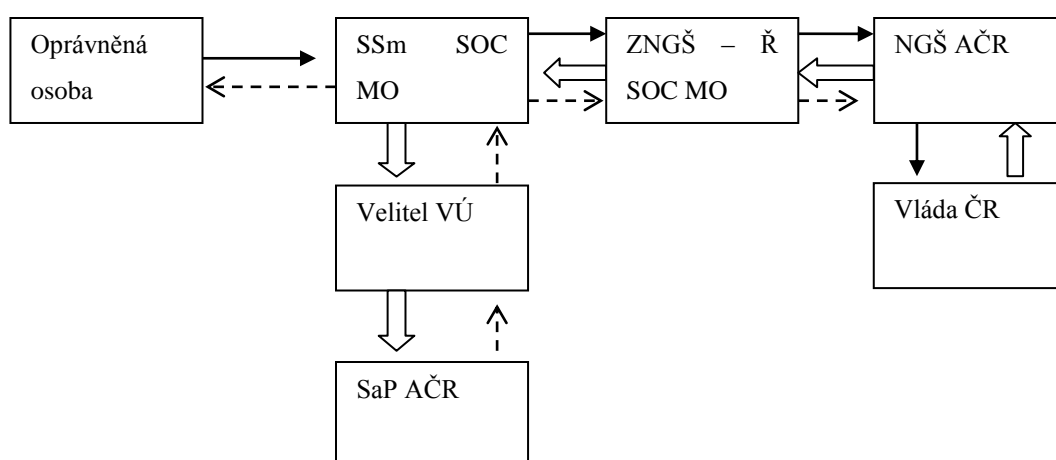 Oprávněná
osoba
SSm SOC
MO
ZNGŠ – Ř
SOC MO
NGŠ AČR
Velitel VÚ
Vláda ČR
SaP AČR